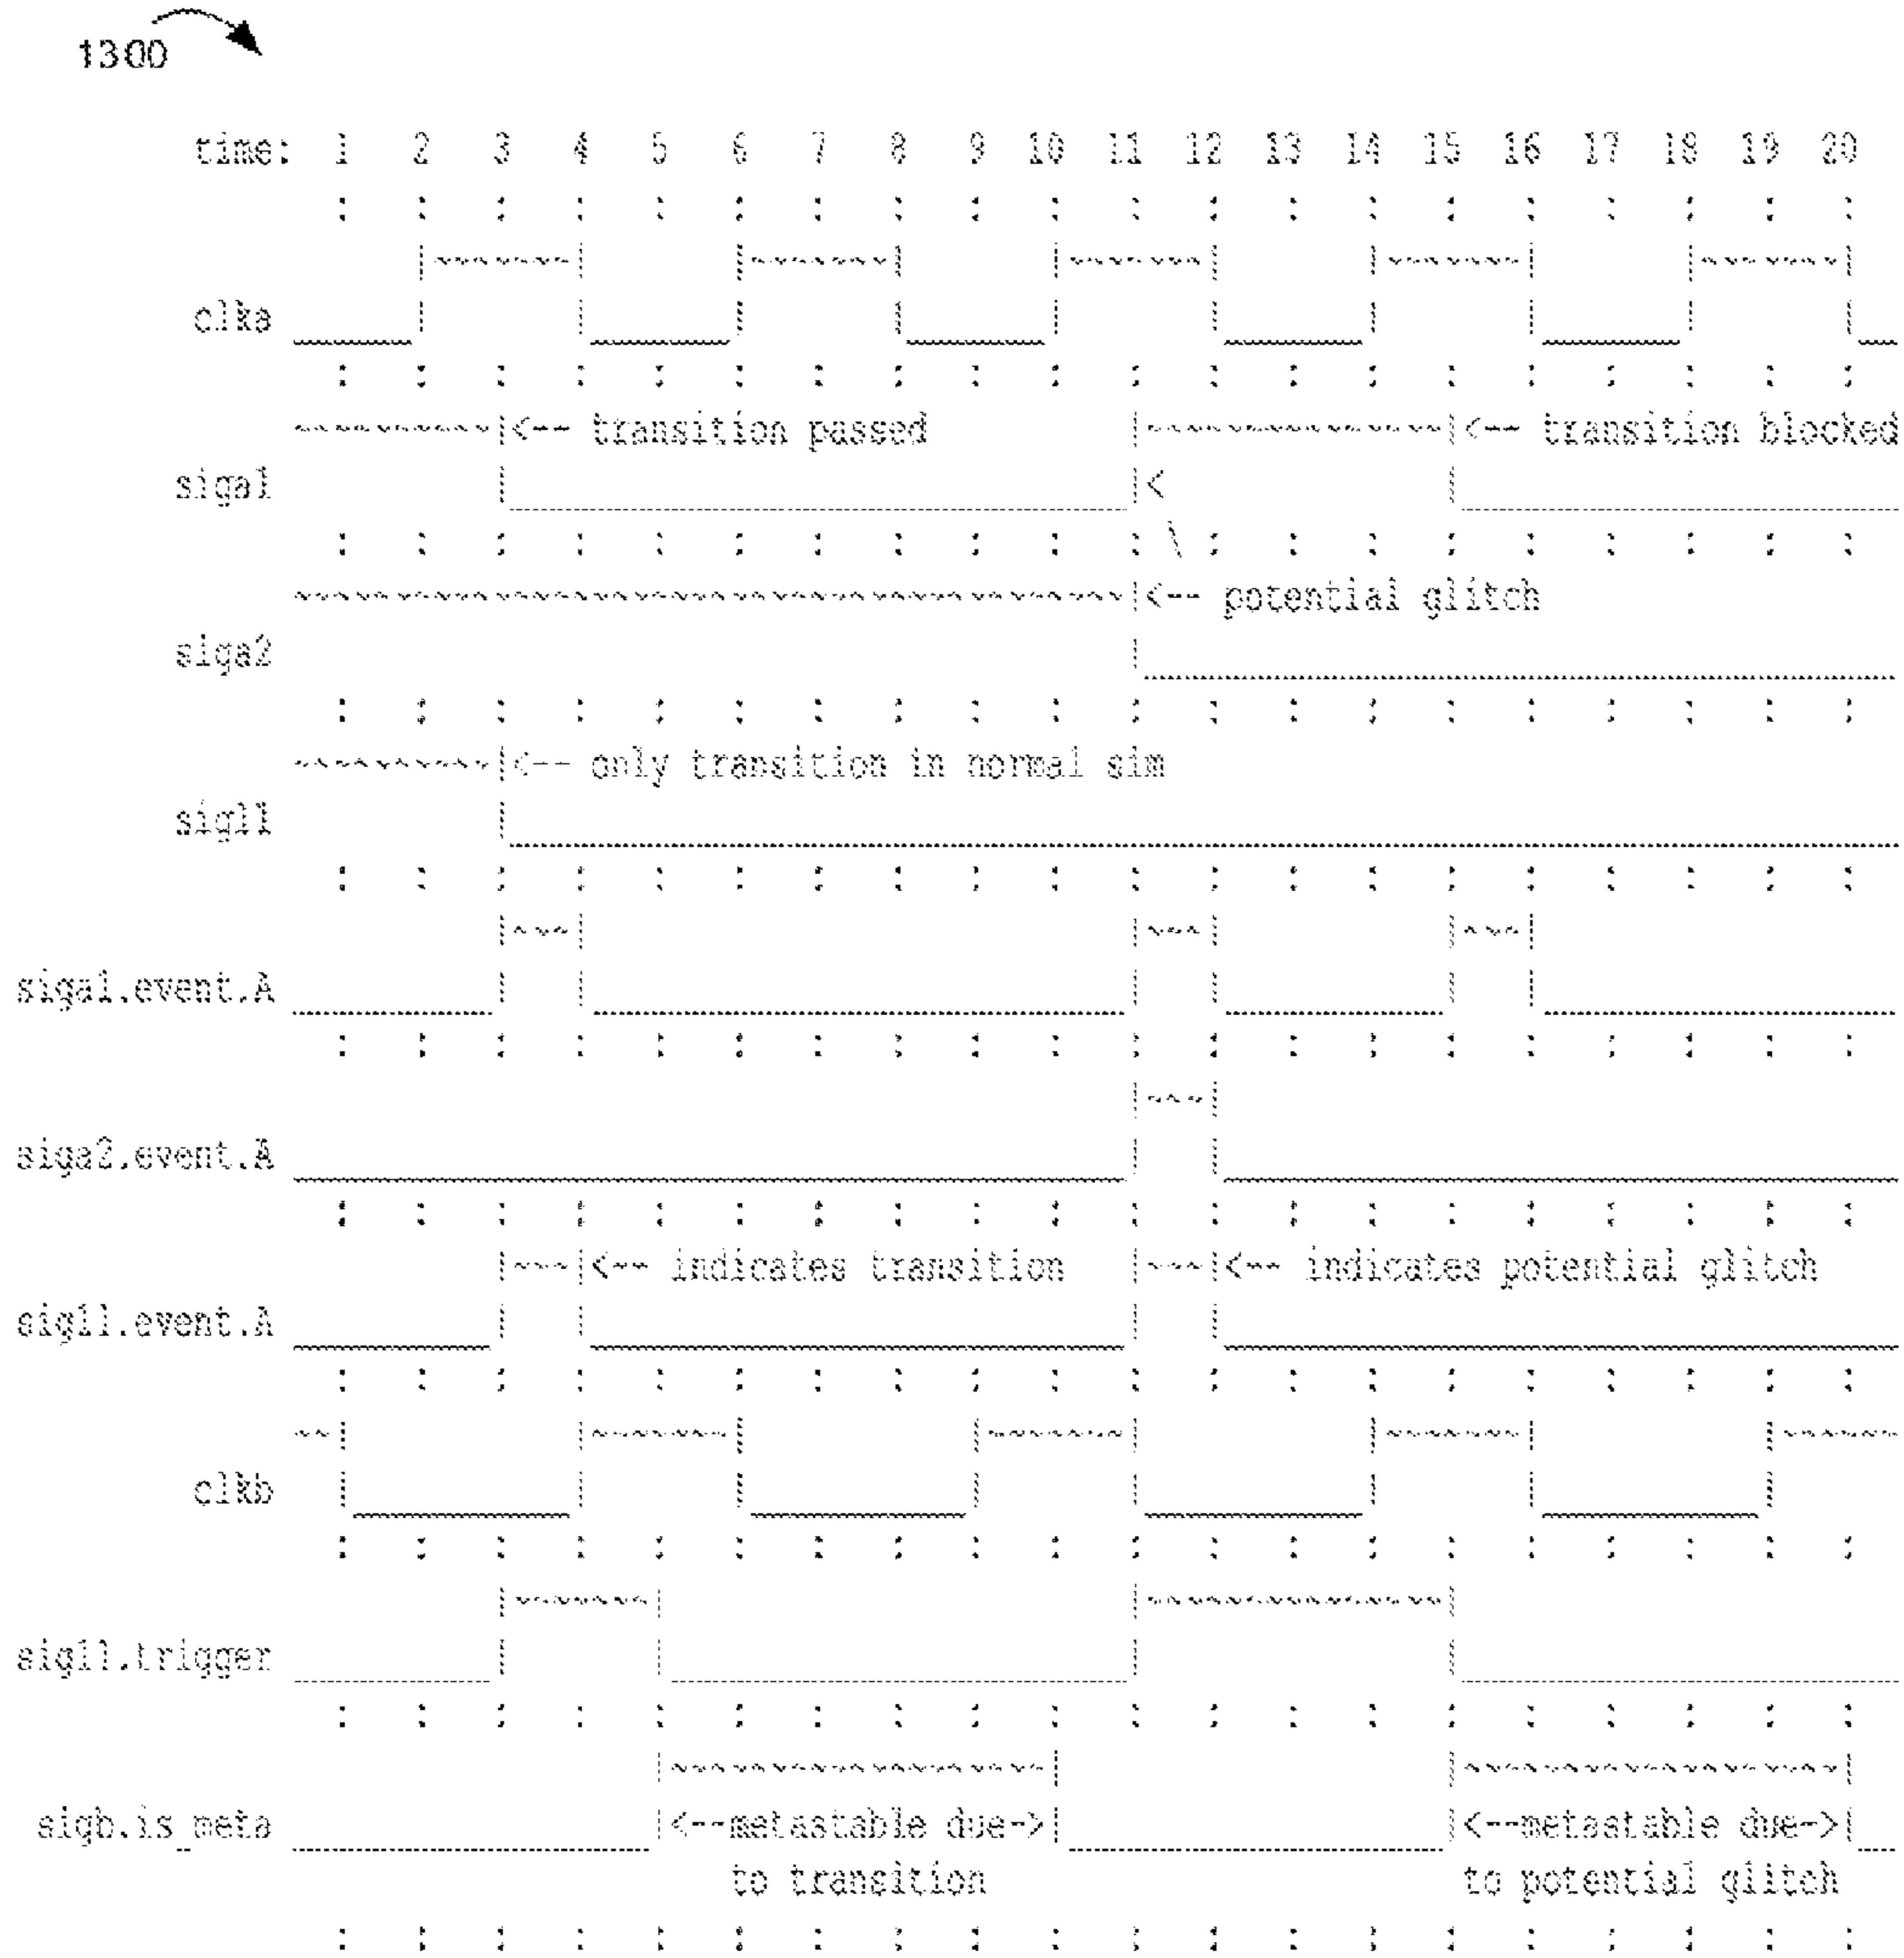 1300
time: 1 2 3 4 5 6 7 8 9 10 11 12 13 14 15 16 17 18 19 20
clka
<-- transition passed <-- transition blocked
siga1 <
\
<-- potential glitch
siga2
<-- only transition in normal sim
sigl1
siga1.event.A
siga2.event.A
<-- indicates transition <-- indicates potential glitch
sigl1.event.A
clkb
sigl1.trigger
sigb.is_meta <--metastable due-> <--metastable due->
to transition to potential glitch